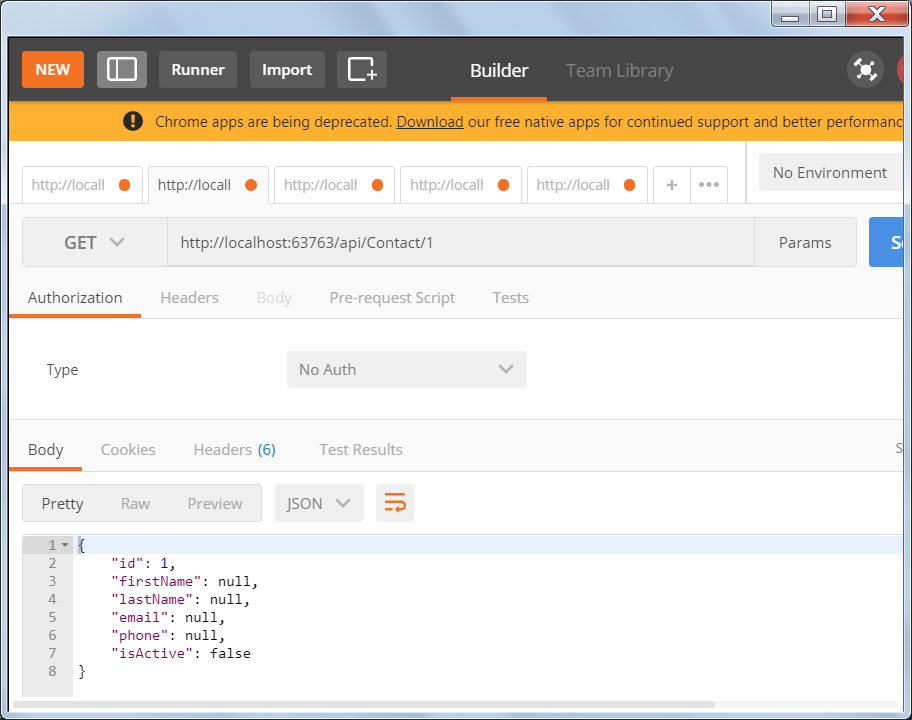 NEW Runner Import Builder Team Library
! Chrome apps are being deprecated. Download our free native apps for continued support and better performanc
http://locall http://locall http://locall http://locall http://locall + ••• No Environment
GET http://localhost:63763/api/Contact/1 Params Se
Authorization Headers Body Pre-request Script Tests
Type No Auth
Body Cookies Headers (6) Test Results S
Pretty Raw Preview JSON
1 {
2 "id": 1,
3 "firstName": null,
4 "lastName": null,
5 "email": null,
6 "phone": null,
7 "isActive": false
8 }